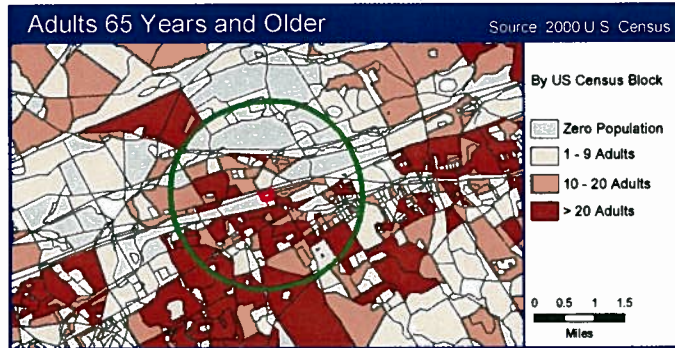 Adults 65 Years and Older
Source 2000 U S Census
By US Census Block
Zero Population
1 - 9 Adults
10 - 20 Adults
> 20 Adults
0 0.5 1 1.5
Miles